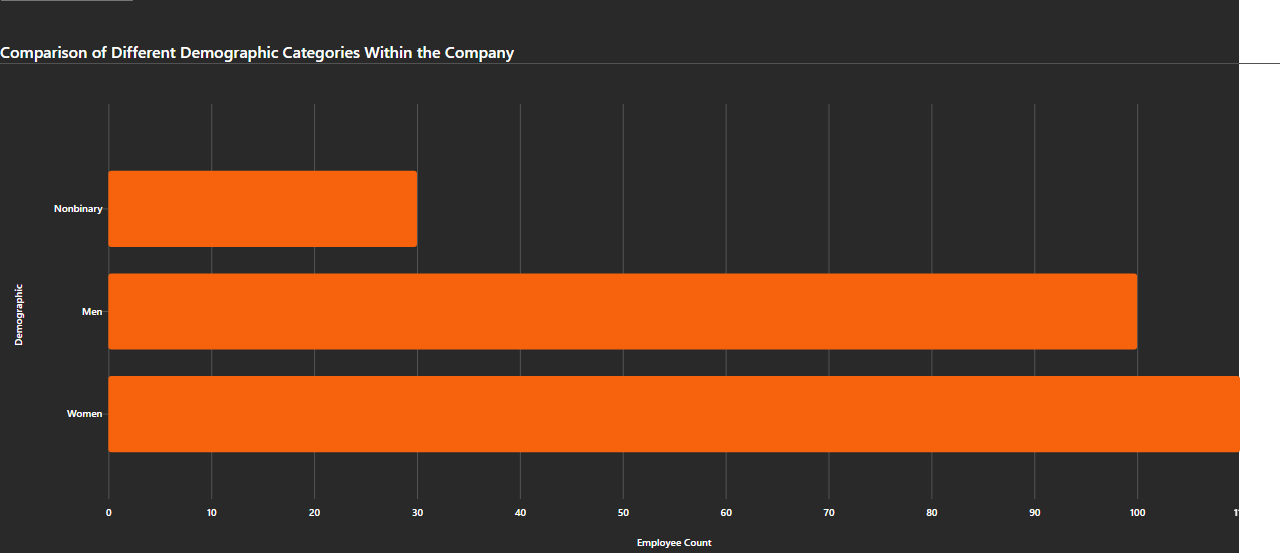 Comparison of Different Demographic Categories Within the Company
Nonbinary
Men
Women
Demographic
0 10 20 30 40 50 60 70 80 90 100
Employee Count